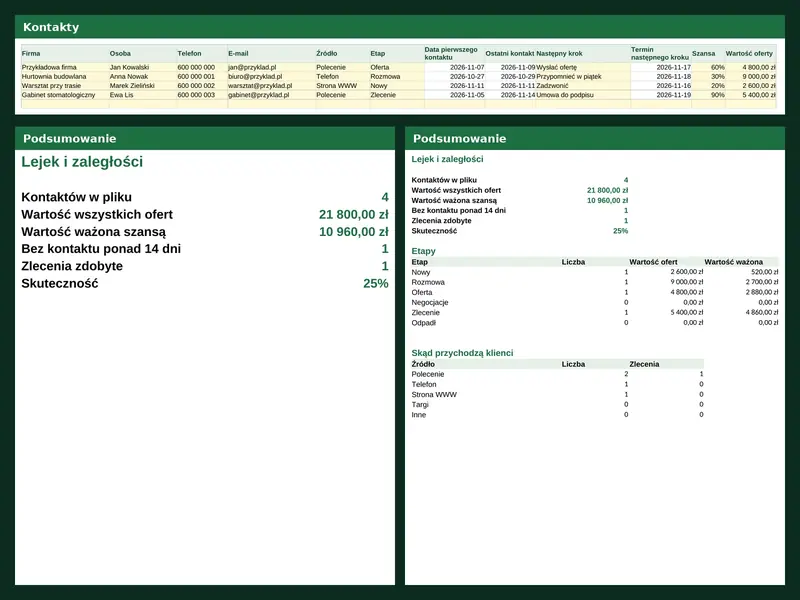 Kontakty
Firma Osoba Telefon E-mail Źródło Etap Data pierwszego kontaktu Ostatni kontakt Następny krok Termin następnego kroku Szansa Wartość oferty
Przykładowa firma Jan Kowalski 600 000 000 jan@przyklad.pl Polecenie Oferta 2026-11-07 2026-11-09 Wysłać ofertę 2026-11-17 60% 4 800,00 zł
Hurtownia budowlana Anna Nowak 600 000 001 biuro@przyklad.pl Telefon Rozmowa 2026-10-27 2026-10-29 Przypomnieć w piątek 2026-11-18 30% 9 000,00 zł
Warsztat przy trasie Marek Zieliński 600 000 002 warsztat@przyklad.pl Strona WWW Nowy 2026-11-11 2026-11-11 Zadzwonić 2026-11-16 20% 2 600,00 zł
Gabinet stomatologiczny Ewa Lis 600 000 003 gabinet@przyklad.pl Polecenie Zlecenie 2026-11-05 2026-11-14 Umowa do podpisu 2026-11-19 90% 5 400,00 zł
Podsumowanie
Lejek i zaległości
Kontaktów w pliku 4
Wartość wszystkich ofert 21 800,00 zł
Wartość ważona szansą 10 960,00 zł
Bez kontaktu ponad 14 dni 1
Zlecenia zdobyte 1
Skuteczność 25%
Podsumowanie
Lejek i zaległości
Kontaktów w pliku 4
Wartość wszystkich ofert 21 800,00 zł
Wartość ważona szansą 10 960,00 zł
Bez kontaktu ponad 14 dni 1
Zlecenia zdobyte 1
Skuteczność 25%
Etapy
Etap Liczba Wartość ofert Wartość ważona
Nowy 1 2 600,00 zł 520,00 zł
Rozmowa 1 9 000,00 zł 2 700,00 zł
Oferta 1 4 800,00 zł 2 880,00 zł
Negocjacje 0 0,00 zł 0,00 zł
Zlecenie 1 5 400,00 zł 4 860,00 zł
Odpadł 0 0,00 zł 0,00 zł
Skąd przychodzą klienci
Źródło Liczba Zlecenia
Polecenie 2 1
Telefon 1 0
Strona WWW 1 0
Targi 0 0
Inne 0 0